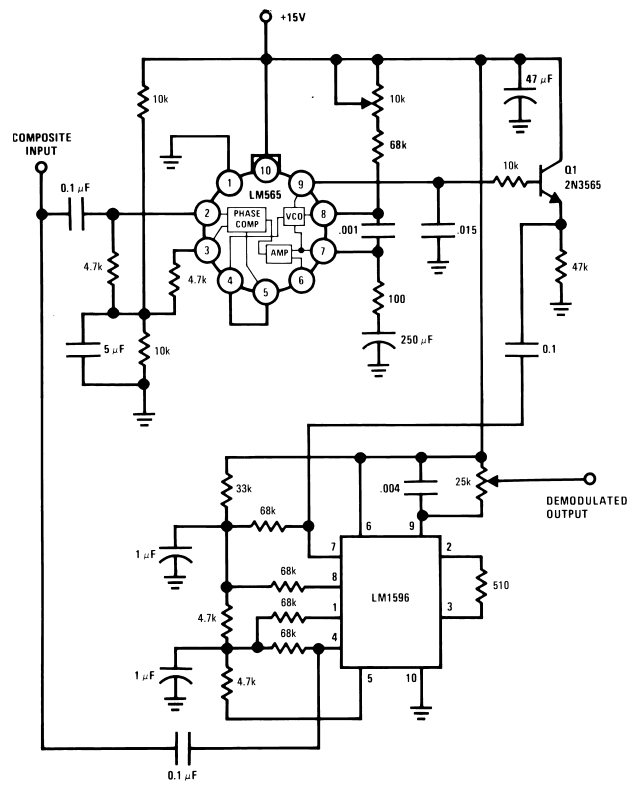 +15V
10k
10k
47 μF
68k
COMPOSITE
INPUT
Q1
2N3565
10k
0.1 μF
1
10
9
LM565
2
PHASE
COMP
VCO
8
.001
.015
3
AMP
7
4.7k
4.7k
4
5
6
100
47k
5 μF
10k
250 μF
0.1
33k
.004
25k
DEMODULATED
OUTPUT
68k
6
9
1 μF
7
2
68k
8
LM1596
510
68k
1
4.7k
3
68k
4
1 μF
4.7k
5
10
0.1 μF